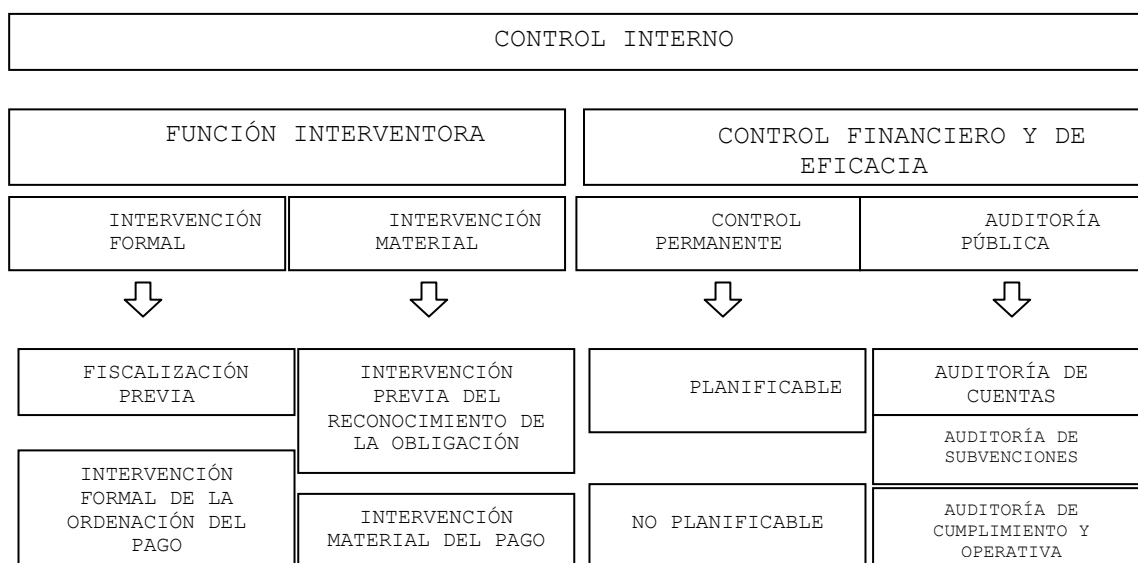 CONTROL INTERNO
FUNCIÓN INTERVENTORA
CONTROL FINANCIERO Y DE
EFICACIA
INTERVENCIÓN
FORMAL
INTERVENCIÓN
MATERIAL
CONTROL
PERMANENTE
AUDITORÍA
PÚBLICA
FISCALIZACIÓN
PREVIA
INTERVENCIÓN
FORMAL DE LA
ORDENACIÓN DEL
PAGO
INTERVENCIÓN
PREVIA DEL
RECONOCIMIENTO DE
LA OBLIGACIÓN
INTERVENCIÓN
MATERIAL DEL PAGO
PLANIFICABLE
NO PLANIFICABLE
AUDITORÍA DE
CUENTAS
AUDITORÍA DE
SUBVENCIONES
AUDITORÍA DE
CUMPLIMIENTO Y
OPERATIVA